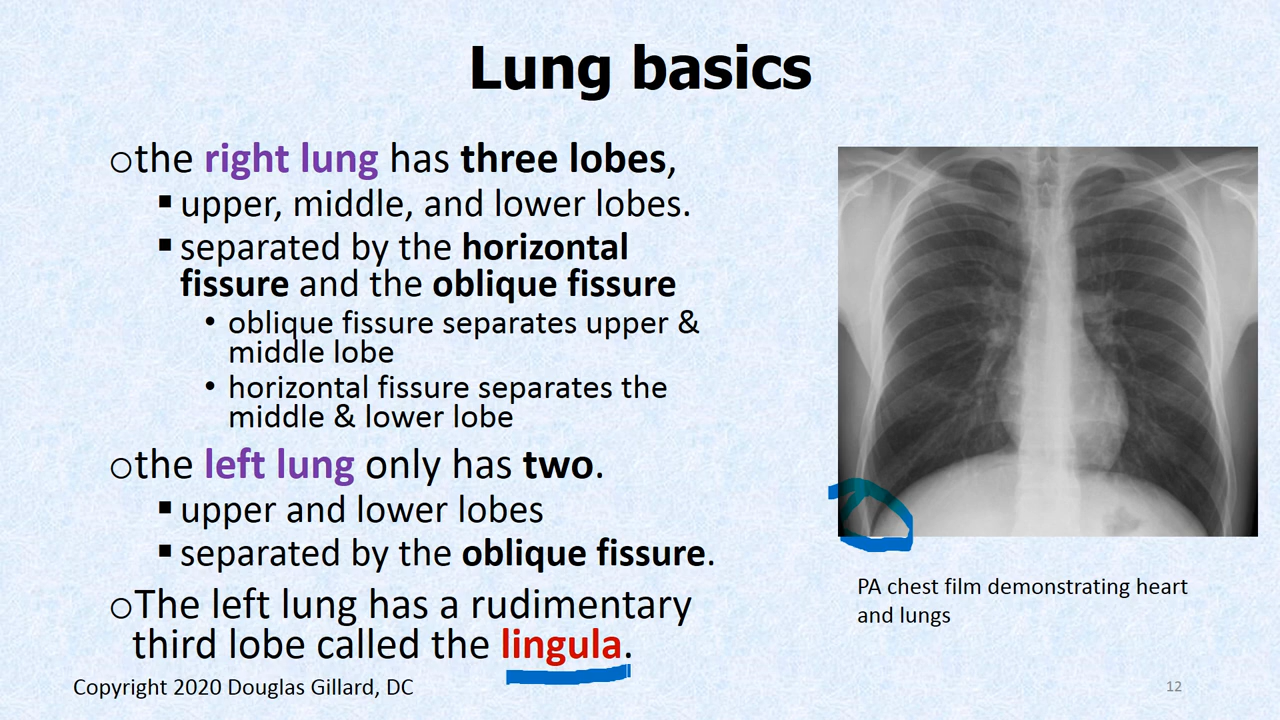 Lung basics
○the right lung has three lobes,
▪ upper, middle, and lower lobes.
▪ separated by the horizontal
fissure and the oblique fissure
• oblique fissure separates upper &
middle lobe
• horizontal fissure separates the
middle & lower lobe
○the left lung only has two.
▪ upper and lower lobes
▪ separated by the oblique fissure.
○The left lung has a rudimentary
third lobe called the lingula.
PA chest film demonstrating heart
and lungs
Copyright 2020 Douglas Gillard, DC
12